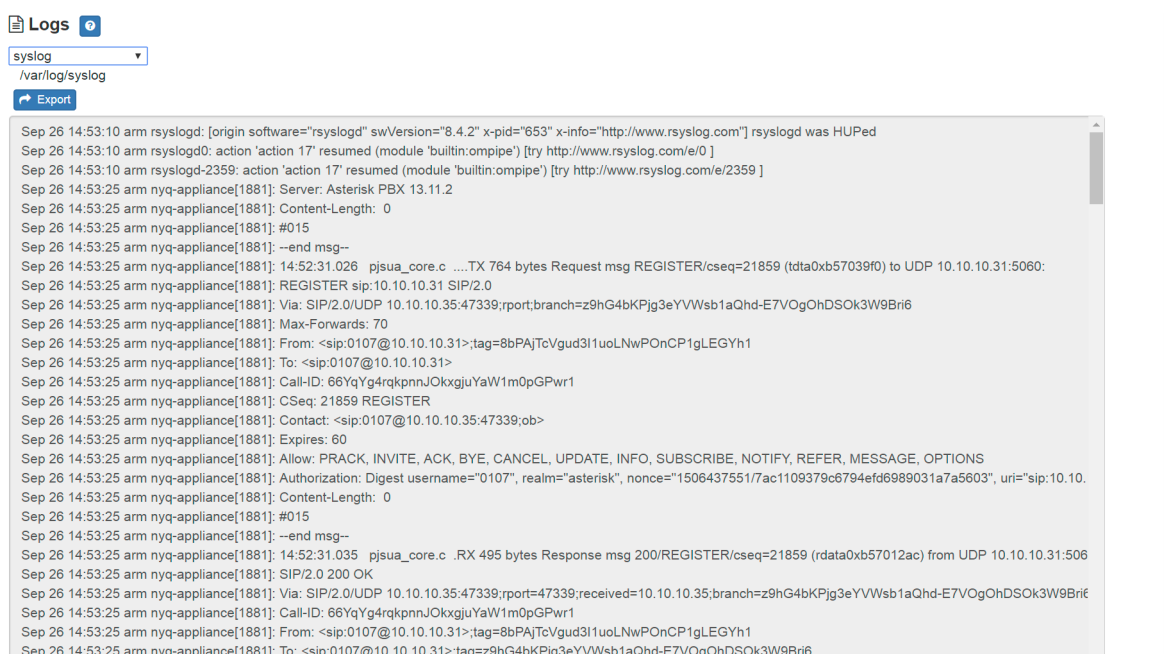 Logs
syslog
/var/log/syslog
Export
Sep 26 14:53:10 arm rsyslogd: [origin software="rsyslogd" swVersion="8.4.2" x-pid="653" x-info="http://www.rsyslog.com"] rsyslogd was HUPed
Sep 26 14:53:10 arm rsyslogd0: action 'action 17' resumed (module 'builtin:ompipe') [try http://www.rsyslog.com/e/0 ]
Sep 26 14:53:10 arm rsyslogd-2359: action 'action 17' resumed (module 'builtin:ompipe') [try http://www.rsyslog.com/e/2359 ]
Sep 26 14:53:25 arm nyq-appliance[1881]: Server: Asterisk PBX 13.11.2
Sep 26 14:53:25 arm nyq-appliance[1881]: Content-Length:  0
Sep 26 14:53:25 arm nyq-appliance[1881]: #015
Sep 26 14:53:25 arm nyq-appliance[1881]: --end msg--
Sep 26 14:53:25 arm nyq-appliance[1881]: 14:52:31.026   pjsua_core.c  ....TX 764 bytes Request msg REGISTER/cseq=21859 (tdta0xb57039f0) to UDP 10.10.10.31:5060:
Sep 26 14:53:25 arm nyq-appliance[1881]: REGISTER sip:10.10.10.31 SIP/2.0
Sep 26 14:53:25 arm nyq-appliance[1881]: Via: SIP/2.0/UDP 10.10.10.35:47339;rport;branch=z9hG4bKPjg3eYVWsb1aQhd-E7VOgOhDSOk3W9Bri6
Sep 26 14:53:25 arm nyq-appliance[1881]: Max-Forwards: 70
Sep 26 14:53:25 arm nyq-appliance[1881]: From: <sip:0107@10.10.10.31>;tag=8bPAjTcVgud3I1uoLNwPOnCP1gLEGYh1
Sep 26 14:53:25 arm nyq-appliance[1881]: To: <sip:0107@10.10.10.31>
Sep 26 14:53:25 arm nyq-appliance[1881]: Call-ID: 66YqYg4rqkpnnJOkxgjuYaW1m0pGPwr1
Sep 26 14:53:25 arm nyq-appliance[1881]: CSeq: 21859 REGISTER
Sep 26 14:53:25 arm nyq-appliance[1881]: Contact: <sip:0107@10.10.10.35:47339;ob>
Sep 26 14:53:25 arm nyq-appliance[1881]: Expires: 60
Sep 26 14:53:25 arm nyq-appliance[1881]: Allow: PRACK, INVITE, ACK, BYE, CANCEL, UPDATE, INFO, SUBSCRIBE, NOTIFY, REFER, MESSAGE, OPTIONS
Sep 26 14:53:25 arm nyq-appliance[1881]: Authorization: Digest username="0107", realm="asterisk", nonce="1506437551/7ac1109379c6794efd6989031a7a5603", uri="sip:10.10.
Sep 26 14:53:25 arm nyq-appliance[1881]: Content-Length:  0
Sep 26 14:53:25 arm nyq-appliance[1881]: #015
Sep 26 14:53:25 arm nyq-appliance[1881]: --end msg--
Sep 26 14:53:25 arm nyq-appliance[1881]: 14:52:31.035   pjsua_core.c  .RX 495 bytes Response msg 200/REGISTER/cseq=21859 (rdata0xb57012ac) from UDP 10.10.10.31:506
Sep 26 14:53:25 arm nyq-appliance[1881]: SIP/2.0 200 OK
Sep 26 14:53:25 arm nyq-appliance[1881]: Via: SIP/2.0/UDP 10.10.10.35:47339;rport=47339;received=10.10.10.35;branch=z9hG4bKPjg3eYVWsb1aQhd-E7VOgOhDSOk3W9Bri6
Sep 26 14:53:25 arm nyq-appliance[1881]: Call-ID: 66YqYg4rqkpnnJOkxgjuYaW1m0pGPwr1
Sep 26 14:53:25 arm nyq-appliance[1881]: From: <sip:0107@10.10.10.31>;tag=8bPAjTcVgud3I1uoLNwPOnCP1gLEGYh1
Sep 26 14:53:25 arm nyq-appliance[1881]: To: <sip:0107@10.10.10.31>;tag=z9hG4bKPjg3eYVWsb1aQhd-E7VOgOhDSOk3W9Bri6